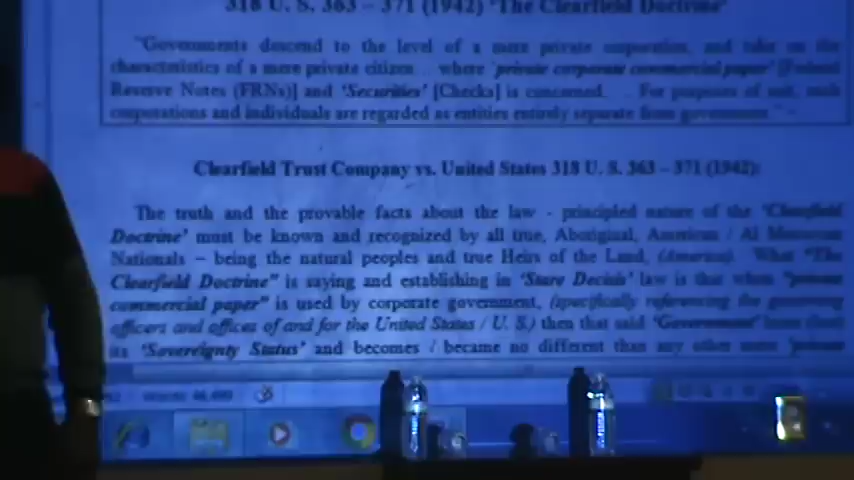 318 U. S. 363 – 371 (1942) 'The Clearfield Doctrine'
"Governments descend to the level of a mere private corporation, and take on the
characteristics of a mere private citizen... where 'private corporate commercial paper' [Federal
Reserve Notes (FRNs)] and 'Securities' [Checks] is concerned... For purposes of suit, such
corporations and individuals are regarded as entities entirely separate from government." -
Clearfield Trust Company vs. United States 318 U. S. 363 – 371 (1942):
The truth and the provable facts about the law - principled nature of the 'Clearfield
Doctrine' must be known and recognized by all true, Aboriginal, American / Al Moroccan
Nationals – being the natural peoples and true Heirs of the Land, (America). What "The
Clearfield Doctrine" is saying and establishing in 'Stare Decisis' law is that when "private
commercial paper" is used by corporate government, (specifically referencing the governing
officers and offices of and for the United States / U. S.) then that said 'Government'
its 'Sovereignty Status' and becomes / became no different than any other mere 'private